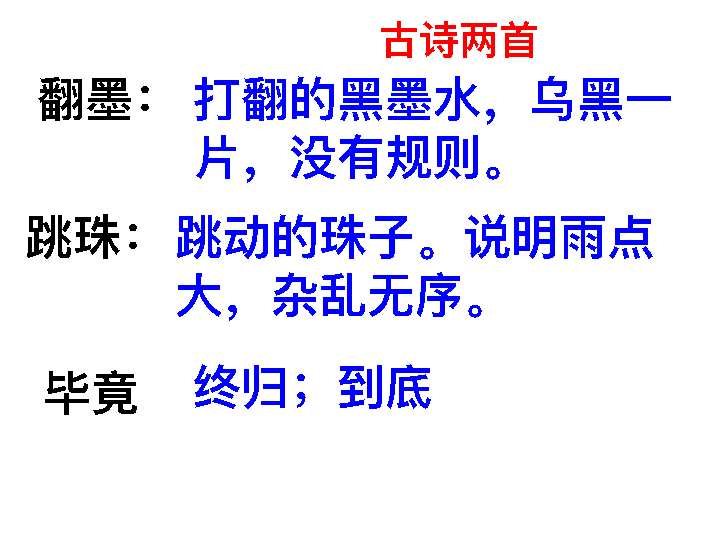 古诗两首
翻墨：打翻的黑墨水，乌黑一
片，没有规则。
跳珠：跳动的珠子。说明雨点
大，杂乱无序。
毕竟 终归；到底